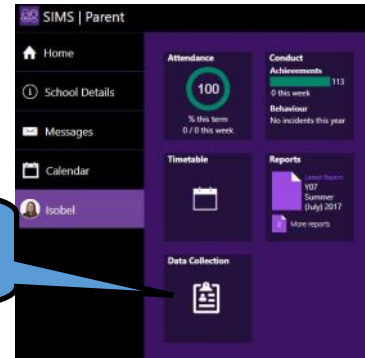 SIMS | Parent
Home
School Details
Messages
Calendar
Isobel
Attendance
100
% this term
0 / 0 this week
Conduct
Achievements
113
0 this week
Behaviour
No incidents this year
Timetable
Reports
Latest Report
Y07
Summer
(July) 2017
2 More reports
Data Collection